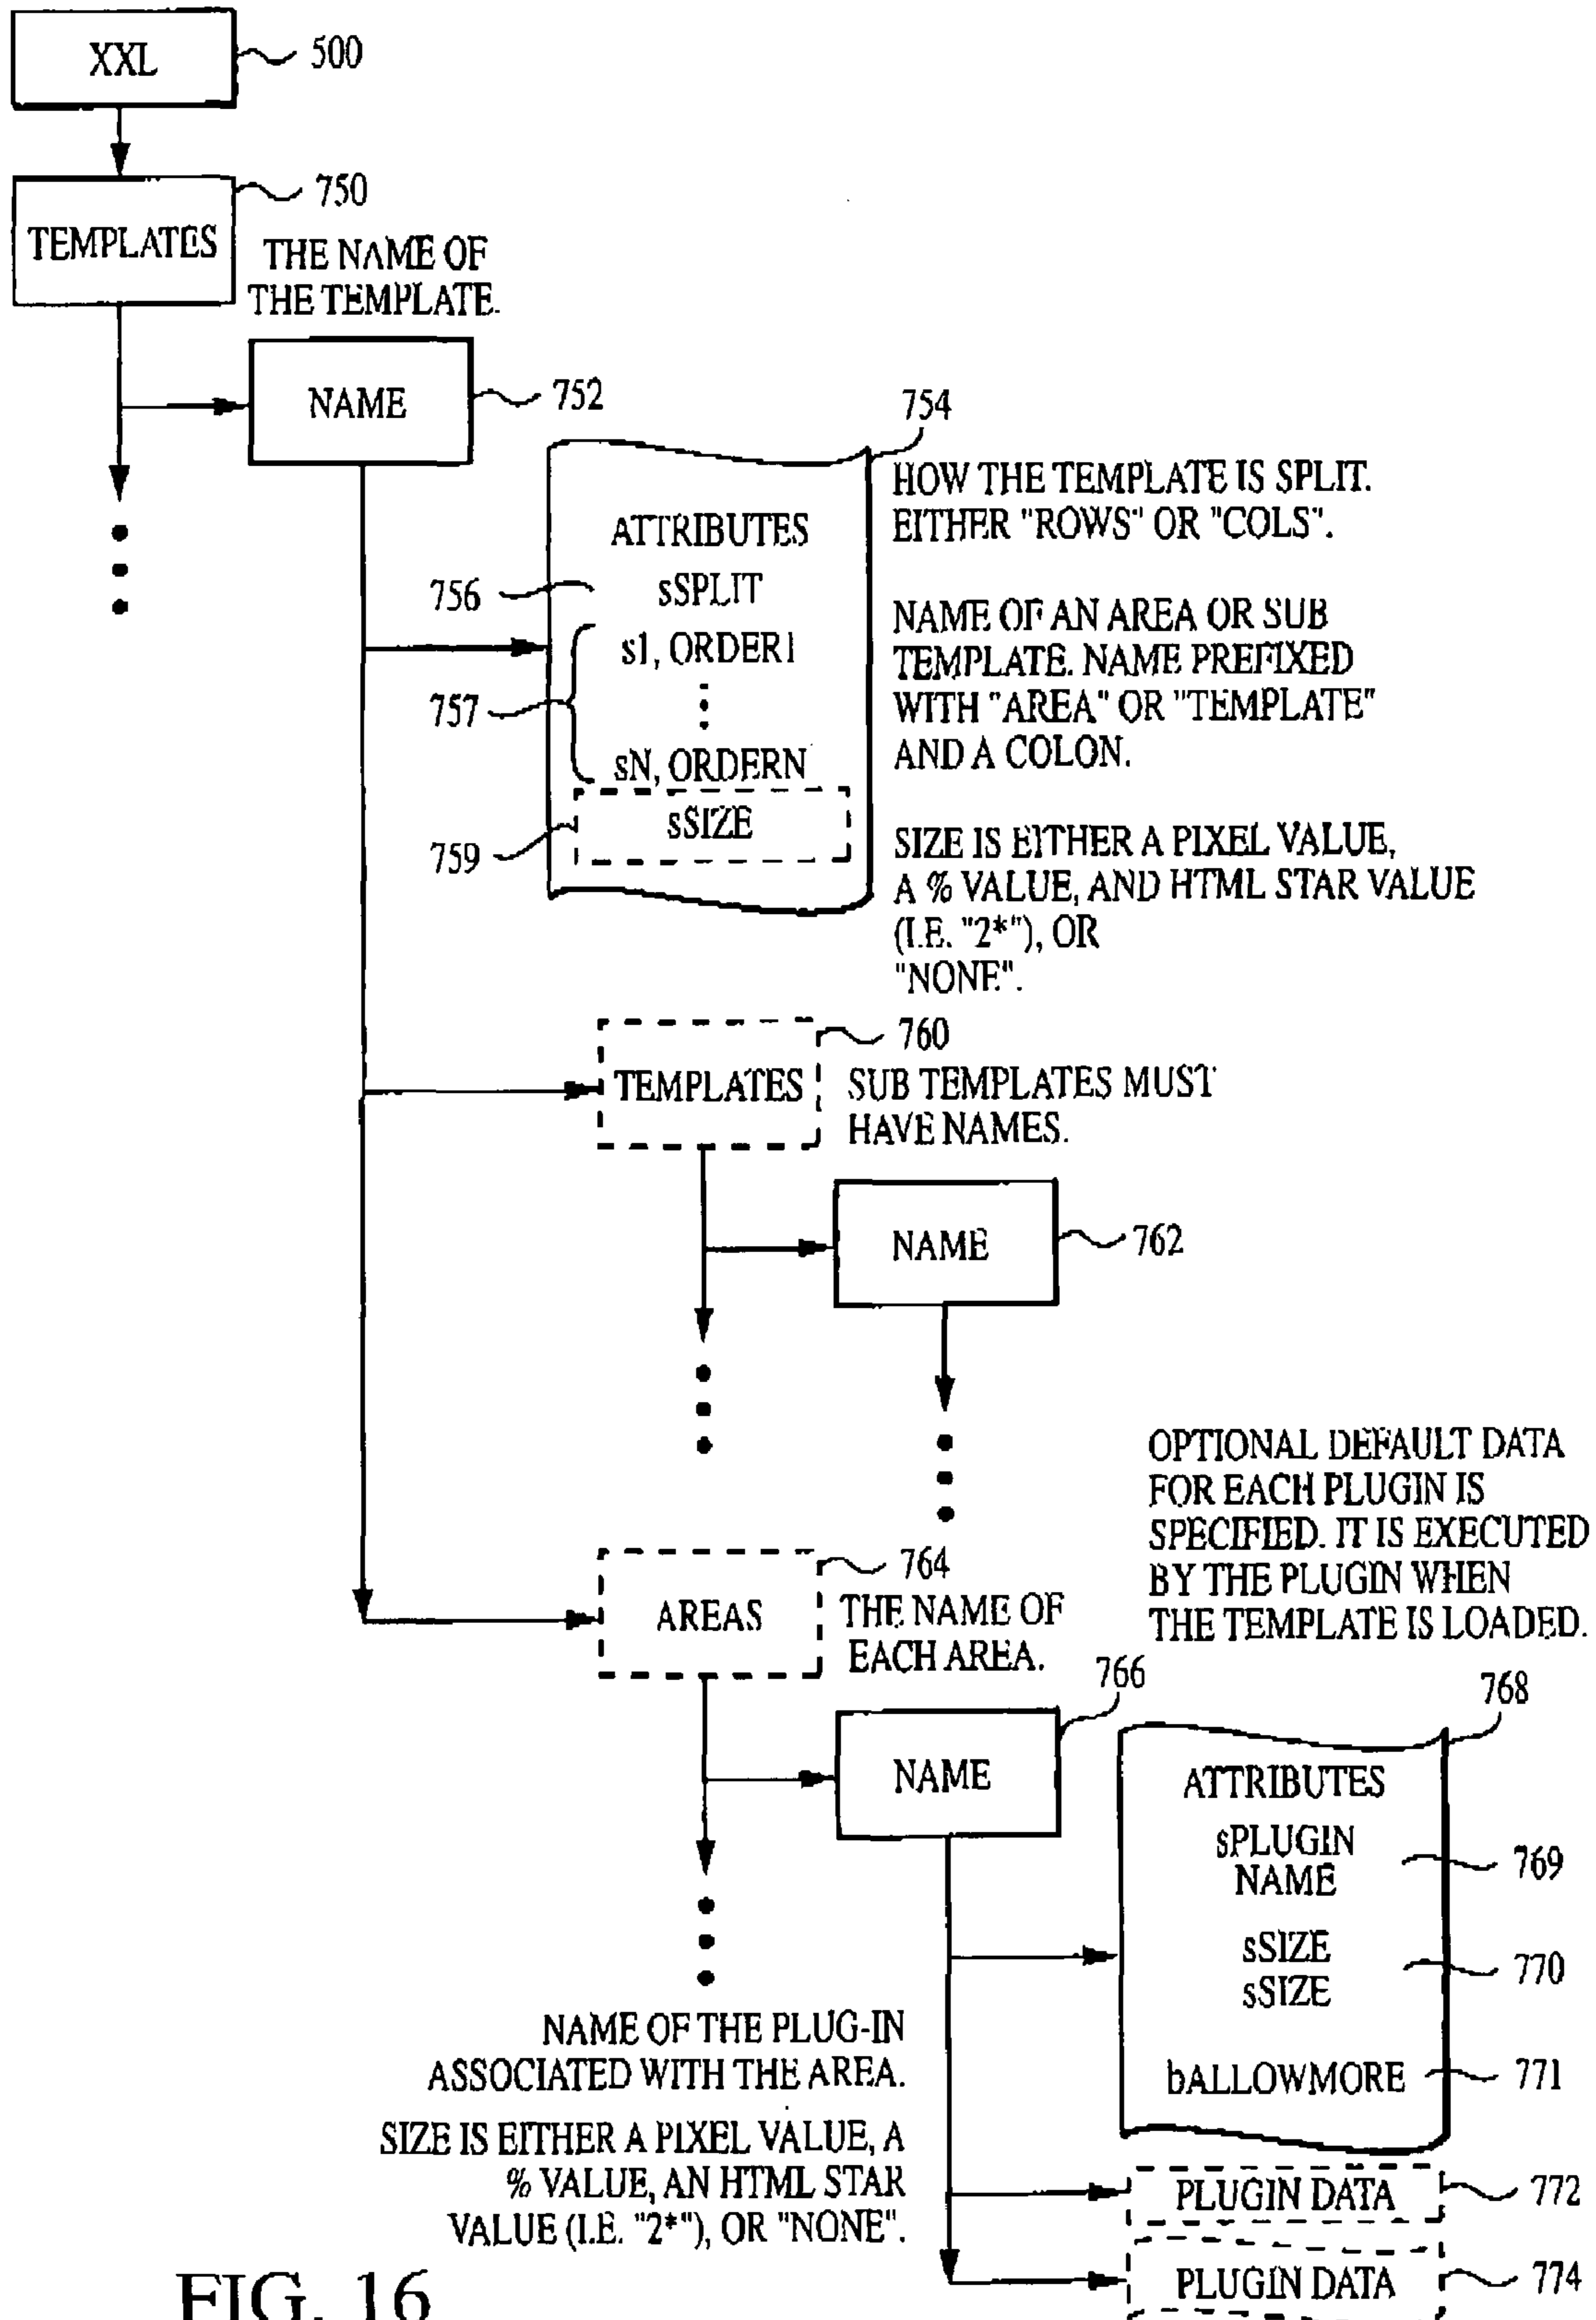 XXL
500
750
TEMPLATES
THE NAME OF
THE TEMPLATE.
NAME
752
754
HOW THE TEMPLATE IS SPLIT.
EITHER "ROWS" OR "COLS".
ATTRIBUTES
756
sSPLIT
s1, ORDER1
757
sN, ORDERN
NAME OF AN AREA OR SUB
TEMPLATE. NAME PREFIXED
WITH "AREA" OR "TEMPLATE"
AND A COLON.
sSIZE
759
SIZE IS EITHER A PIXEL VALUE,
A % VALUE, AND HTML STAR VALUE
(I.E. "2*"), OR
"NONE".
760
TEMPLATES
SUB TEMPLATES MUST
HAVE NAMES.
NAME
762
OPTIONAL DEFAULT DATA
FOR EACH PLUGIN IS
SPECIFIED. IT IS EXECUTED
BY THE PLUGIN WHEN
THE TEMPLATE IS LOADED.
764
AREAS
THE NAME OF
EACH AREA.
766
NAME
768
ATTRIBUTES
sPLUGIN
NAME
769
sSIZE
sSIZE
770
bALLOWMORE
771
NAME OF THE PLUG-IN
ASSOCIATED WITH THE AREA.
SIZE IS EITHER A PIXEL VALUE, A
% VALUE, AN HTML STAR
VALUE (I.E. "2*"), OR "NONE".
PLUGIN DATA
772
PLUGIN DATA
774
FIG. 16